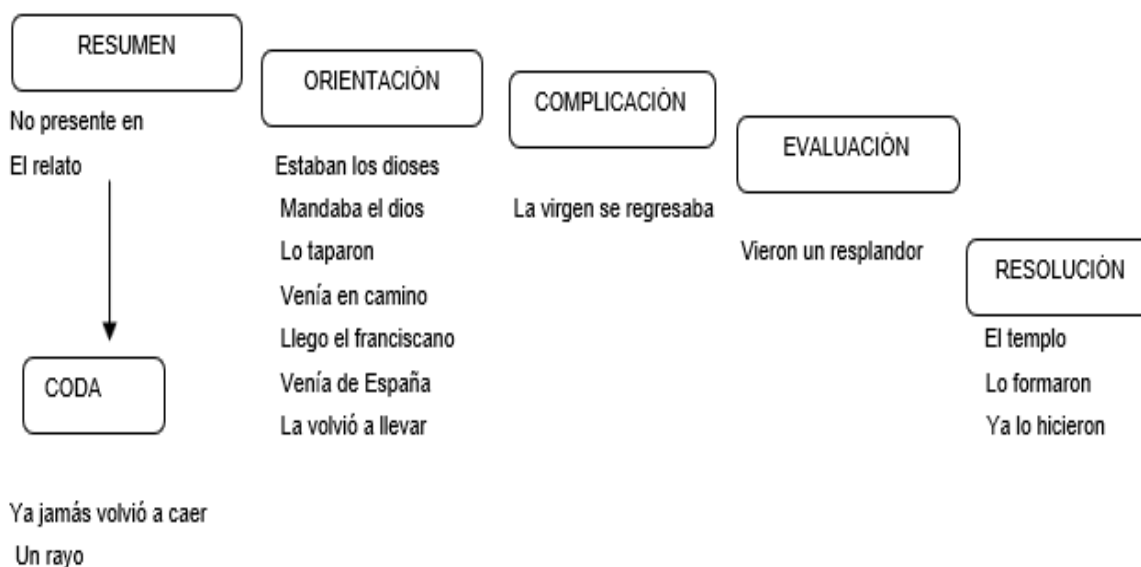 RESUMEN
No presente en
El relato
ORIENTACIÓN
Estaban los dioses
Mandaba el dios
Lo taparon
Venía en camino
Llego el franciscano
Venía de España
La volvió a llevar
COMPLICACIÓN
La virgen se regresaba
EVALUACIÓN
Vieron un resplandor
RESOLUCIÓN
El templo
Lo formaron
Ya lo hicieron
CODA
Ya jamás volvió a caer
Un rayo